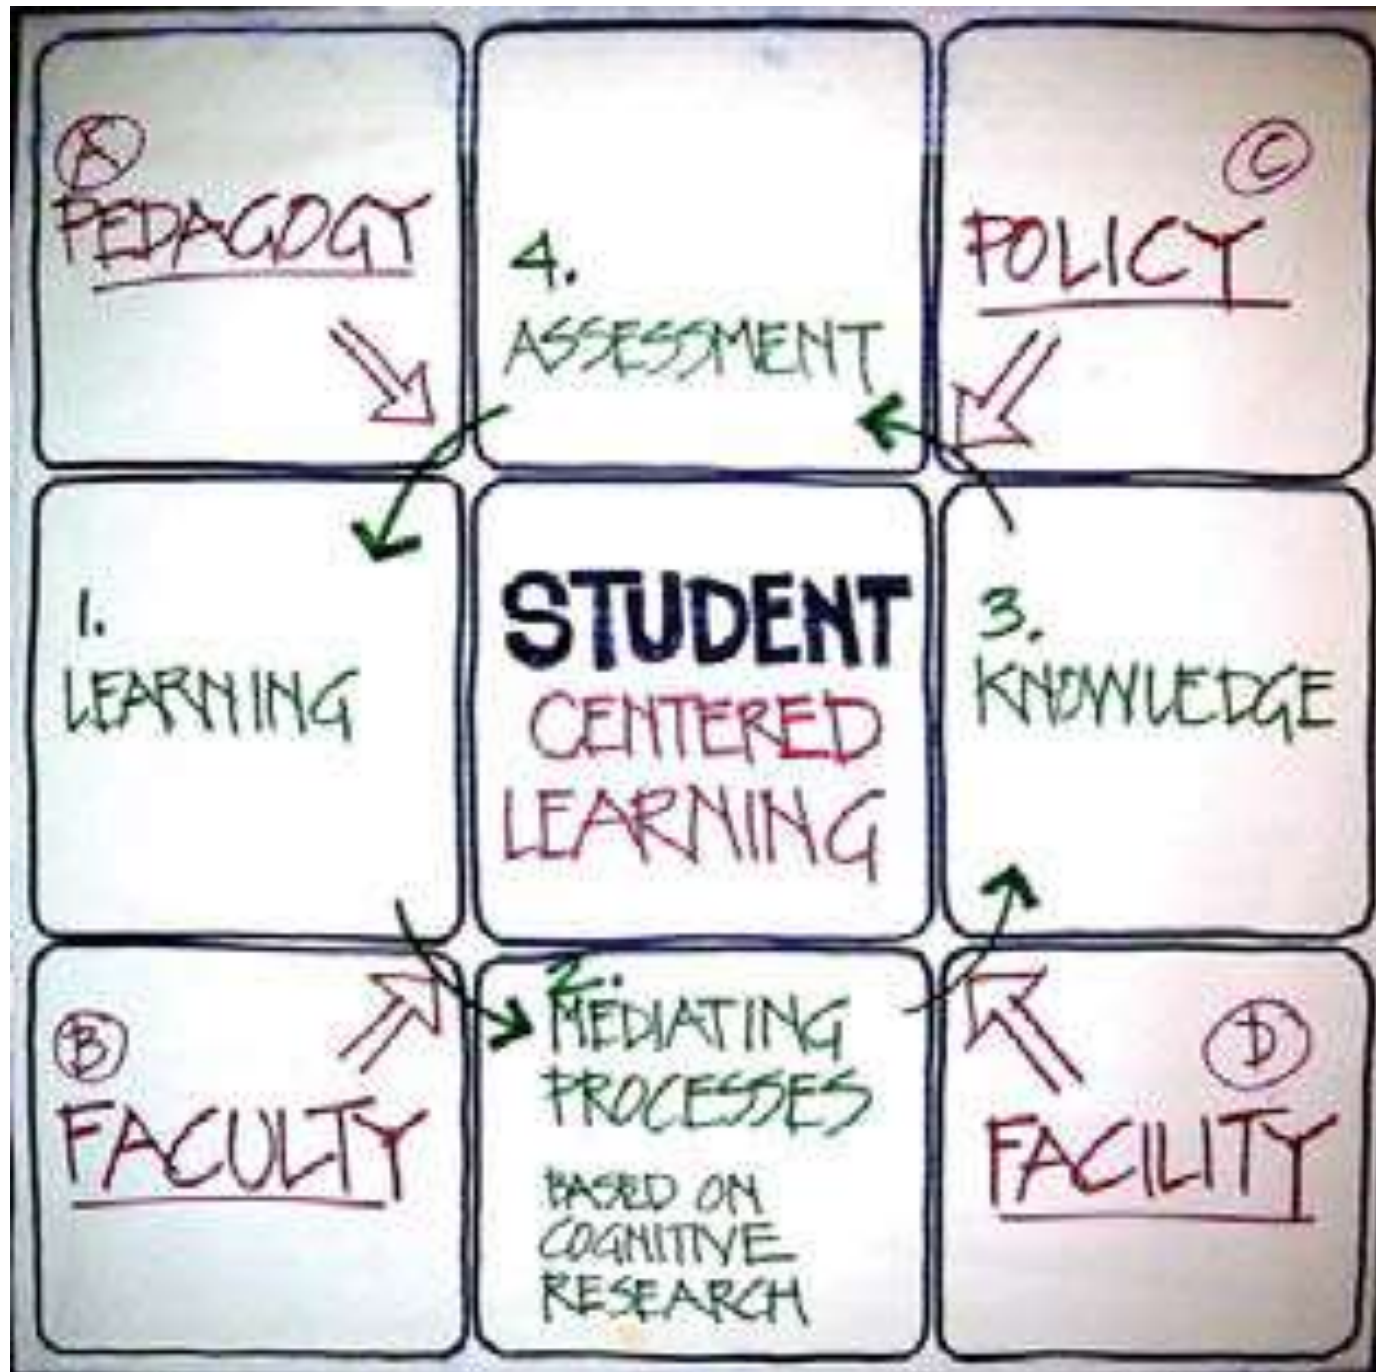 A
PEDAGOGY
4.
ASSESSMENT
C
POLICY
1.
LEARNING
STUDENT
CENTERED
LEARNING
3.
KNOWLEDGE
B
FACULTY
2.
MEDIATING
PROCESSES
BASED ON
COGNITIVE
RESEARCH
D
FACILITY